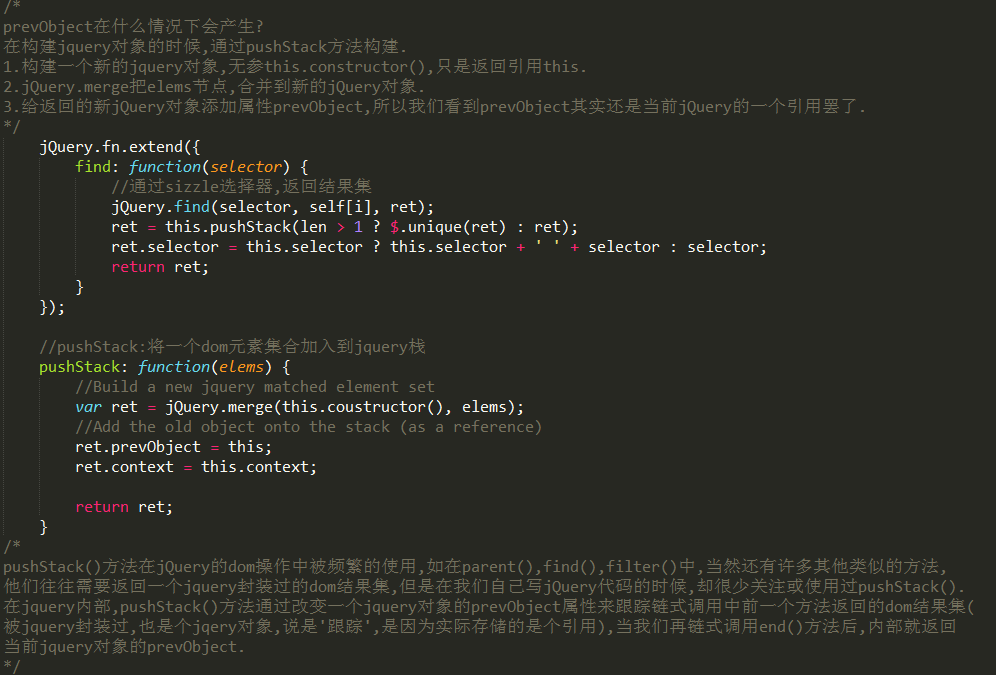 /*
prevObject在什么情况下会产生?
在构建jquery对象的时候,通过pushStack方法构建.
1.构建一个新的jquery对象,无参this.constructor(),只是返回引用this.
2.jQuery.merge把elems节点,合并到新的jQuery对象.
3.给返回的新jQuery对象添加属性prevObject,所以我们看到prevObject其实还是当前jQuery的一个引用罢了.
*/
    jQuery.fn.extend({
        find: function(selector) {
            //通过sizzle选择器,返回结果集
            jQuery.find(selector, self[i], ret);
            ret = this.pushStack(len > 1 ? $.unique(ret) : ret);
            ret.selector = this.selector ? this.selector + ' ' + selector : selector;
            return ret;
        }
    });

    //pushStack:将一个dom元素集合加入到jquery栈
    pushStack: function(elems) {
        //Build a new jquery matched element set
        var ret = jQuery.merge(this.coustructor(), elems);
        //Add the old object onto the stack (as a reference)
        ret.prevObject = this;
        ret.context = this.context;

        return ret;
    }
/*
pushStack()方法在jQuery的dom操作中被频繁的使用,如在parent(),find(),filter()中,当然还有许多其他类似的方法,
他们往往需要返回一个jquery封装过的dom结果集,但是在我们自己写jQuery代码的时候,却很少关注或使用过pushStack().
在jquery内部,pushStack()方法通过改变一个jquery对象的prevObject属性来跟踪链式调用中前一个方法返回的dom结果集(
被jquery封装过,也是个jqery对象,说是'跟踪',是因为实际存储的是个引用),当我们再链式调用end()方法后,内部就返回
当前jquery对象的prevObject.
*/